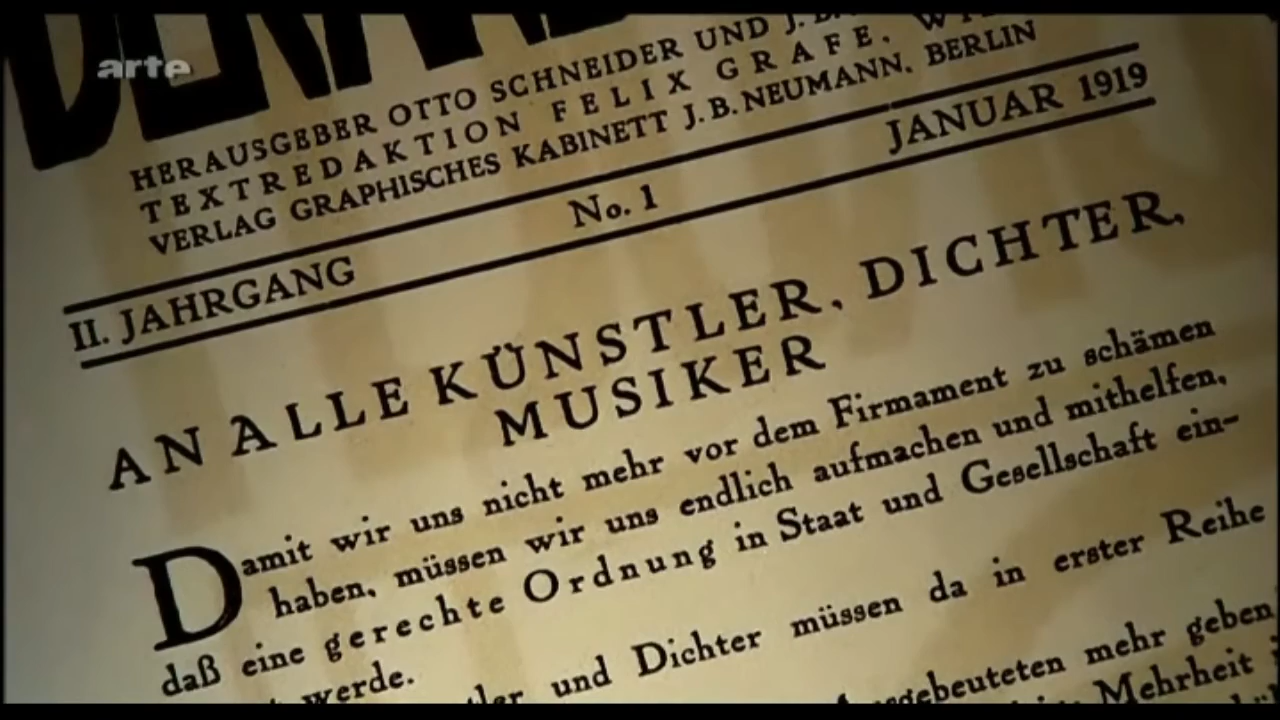 arte
HERAUSGEBER OTTO SCHNEIDER UND J. B.
TEXTREDAKTION FELIX GRAFE,
VERLAG GRAPHISCHES KABINETT J. B. NEUMANN, BERLIN
II. JAHRGANG No. 1 JANUAR 1919
AN ALLE KÜNSTLER, DICHTER,
MUSIKER
Damit wir uns nicht mehr vor dem Firmament zu schämen
haben, müssen wir uns endlich aufmachen und mithelfen,
daß eine gerechte Ordnung in Staat und Gesellschaft ein-
werde.
und Dichter müssen da in erster Reihe
mehr geben
Mehrheit